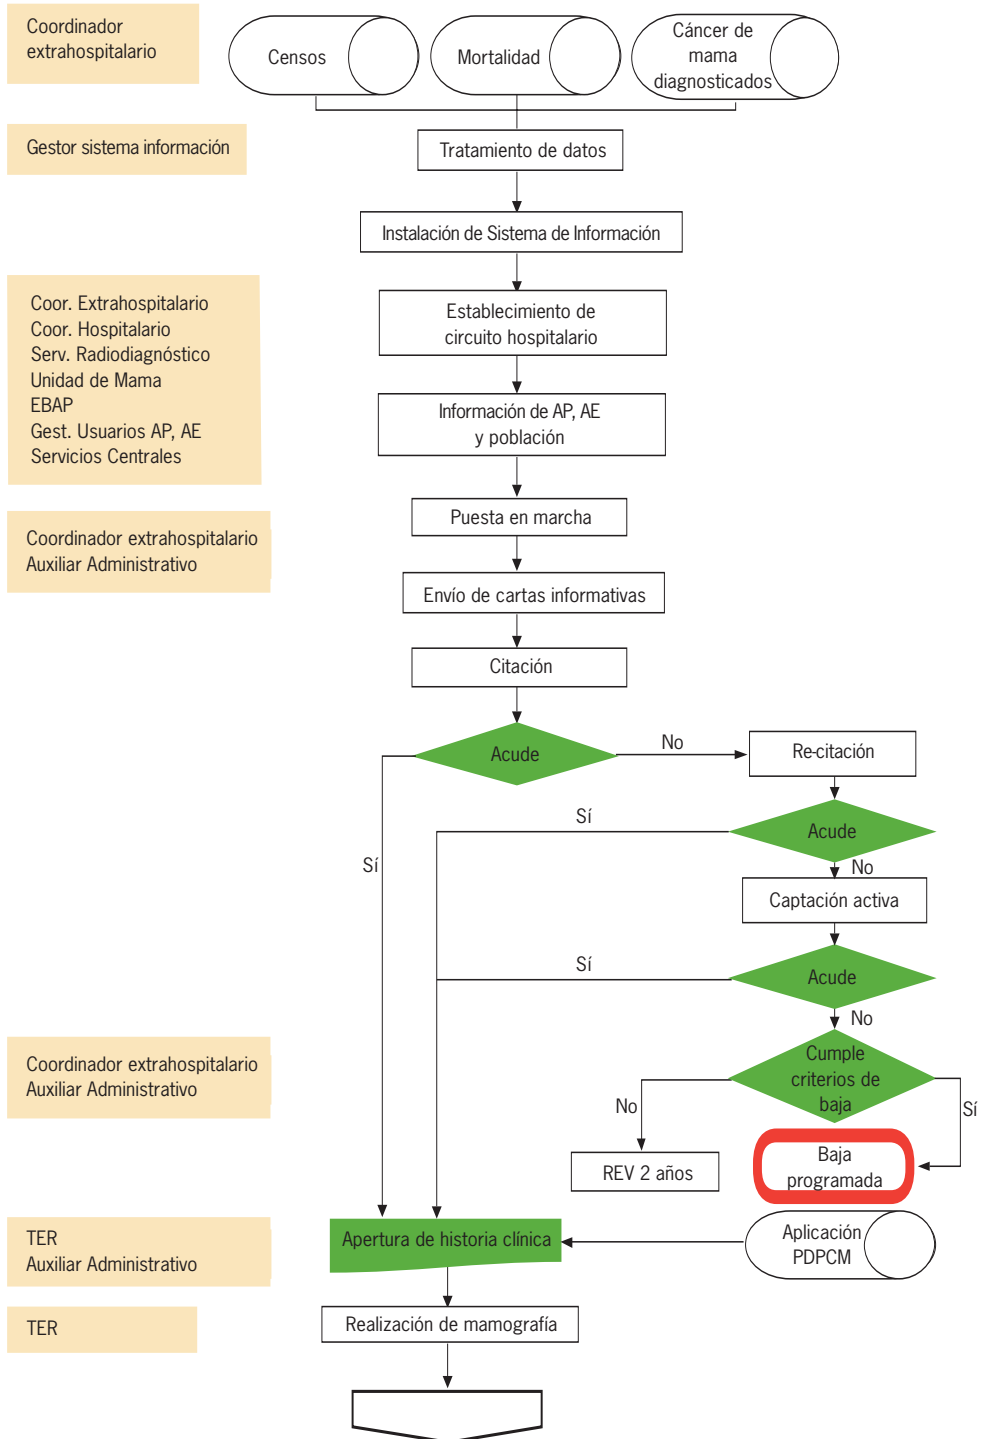 Coordinador
extrahospitalario
Censos
Mortalidad
Cáncer de
mama
diagnosticados
Gestor sistema información
Tratamiento de datos
Instalación de Sistema de Información
Coor. Extrahospitalario
Coor. Hospitalario
Serv. Radiodiagnóstico
Unidad de Mama
EBAP
Gest. Usuarios AP, AE
Servicios Centrales
Establecimiento de
circuito hospitalario
Información de AP, AE
y población
Puesta en marcha
Coordinador extrahospitalario
Auxiliar Administrativo
Envío de cartas informativas
Citación
Acude
No
Re-citación
Sí
Acude
Sí
No
Captación activa
Sí
Acude
No
Coordinador extrahospitalario
Auxiliar Administrativo
Cumple
criterios de
baja
No
Sí
REV 2 años
Baja
programada
TER
Auxiliar Administrativo
Apertura de historia clínica
Aplicación
PDPCM
TER
Realización de mamografía